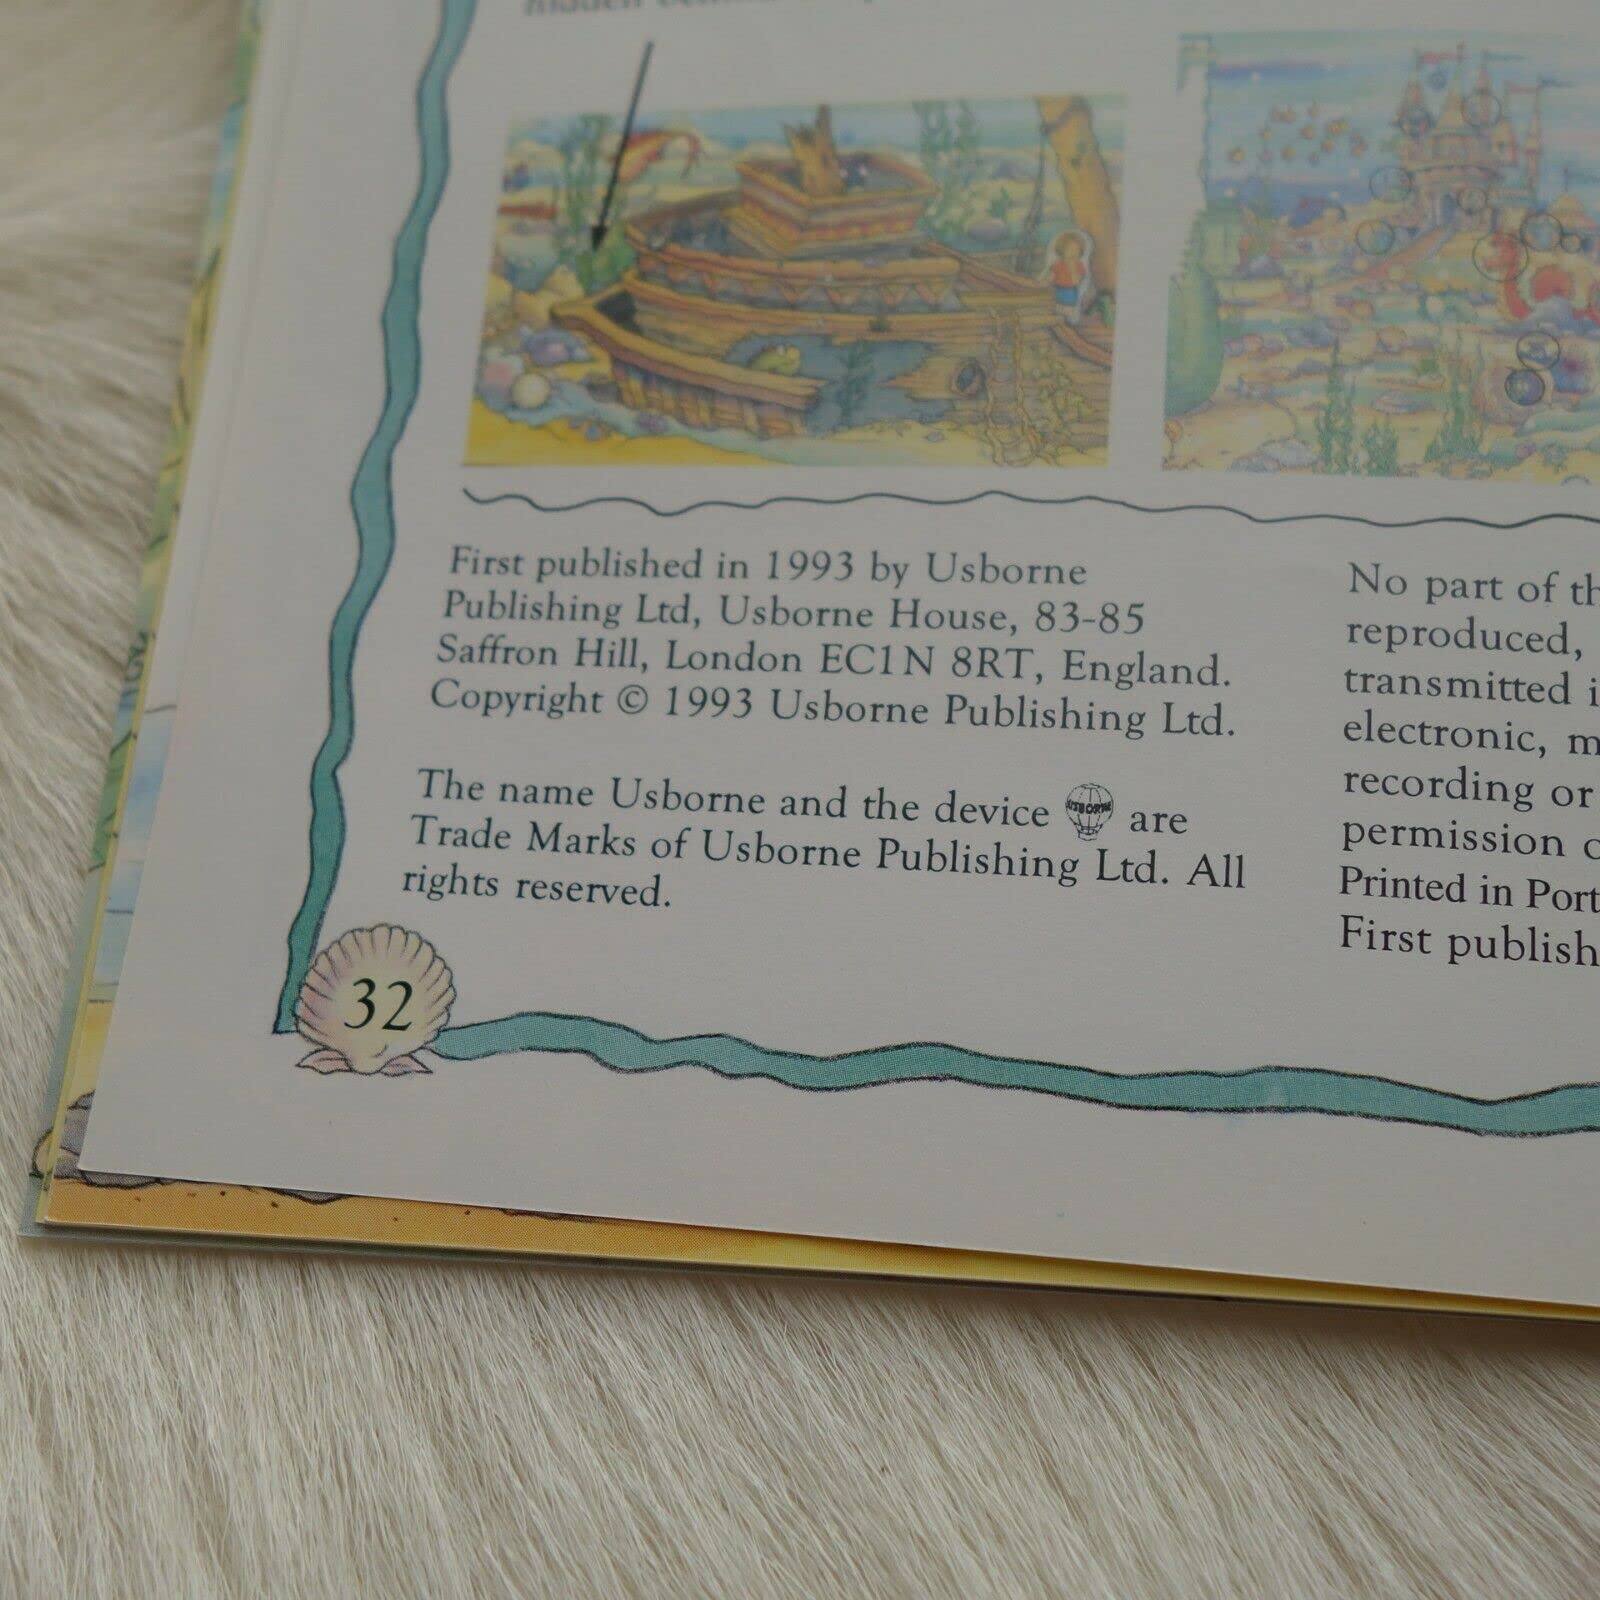 First published in 1993 by Usborne
Publishing Ltd, Usborne House, 83-85
Saffron Hill, London EC1N 8RT, England.
Copyright © 1993 Usborne Publishing Ltd.
The name Usborne and the device USBORNE are
Trade Marks of Usborne Publishing Ltd. All
rights reserved.
32
No part of th
reproduced,
transmitted i
electronic, m
recording or
permission o
Printed in Port
First publish